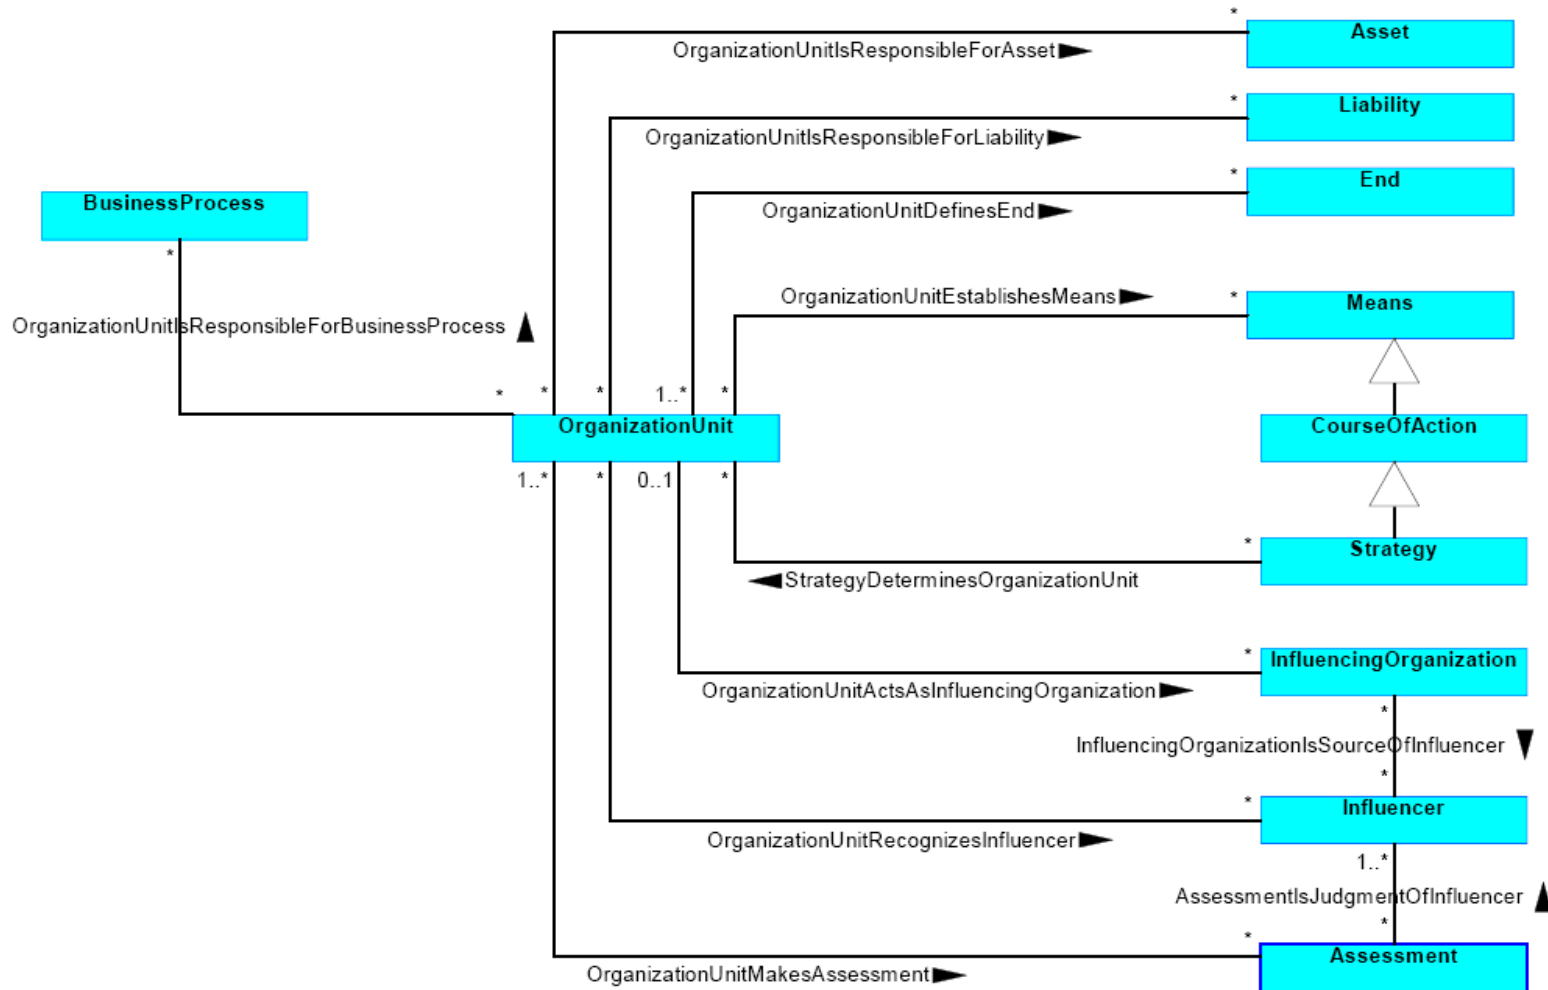 *
Asset
OrganizationUnitIsResponsibleForAsset
*
Liability
OrganizationUnitIsResponsibleForLiability
*
End
BusinessProcess
OrganizationUnitDefinesEnd
*
OrganizationUnitEstablishesMeans
*
Means
OrganizationUnitIsResponsibleForBusinessProcess
* * * 1..* *
OrganizationUnit
CourseOfAction
1..* * 0..1 *
*
Strategy
StrategyDeterminesOrganizationUnit
*
InfluencingOrganization
OrganizationUnitActsAsInfluencingOrganization
*
InfluencingOrganizationIsSourceOfInfluencer
*
*
Influencer
OrganizationUnitRecognizesInfluencer
1..*
AssessmentIsJudgmentOfInfluencer
*
*
Assessment
OrganizationUnitMakesAssessment